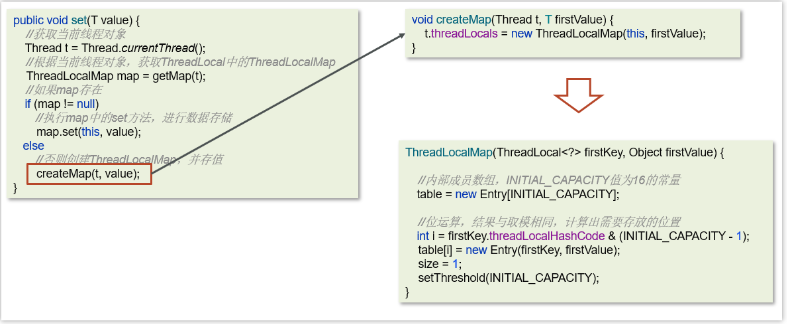 public void set(T value) {
//获取当前线程对象
Thread t = Thread.currentThread();
//根据当前线程对象，获取ThreadLocal中的ThreadLocalMap
ThreadLocalMap map = getMap(t);
//如果map存在
if (map != null)
//执行map中的set方法，进行数据存储
map.set(this, value);
else
//否则创建ThreadLocalMap，并存值
createMap(t, value);
}
void createMap(Thread t, T firstValue) {
t.threadLocals = new ThreadLocalMap(this, firstValue);
}
ThreadLocalMap(ThreadLocal<?> firstKey, Object firstValue) {
//内部成员数组，INITIAL_CAPACITY值为16的常量
table = new Entry[INITIAL_CAPACITY];
//位运算，结果与取模相同，计算出需要存放的位置
int i = firstKey.threadLocalHashCode & (INITIAL_CAPACITY - 1);
table[i] = new Entry(firstKey, firstValue);
size = 1;
setThreshold(INITIAL_CAPACITY);
}